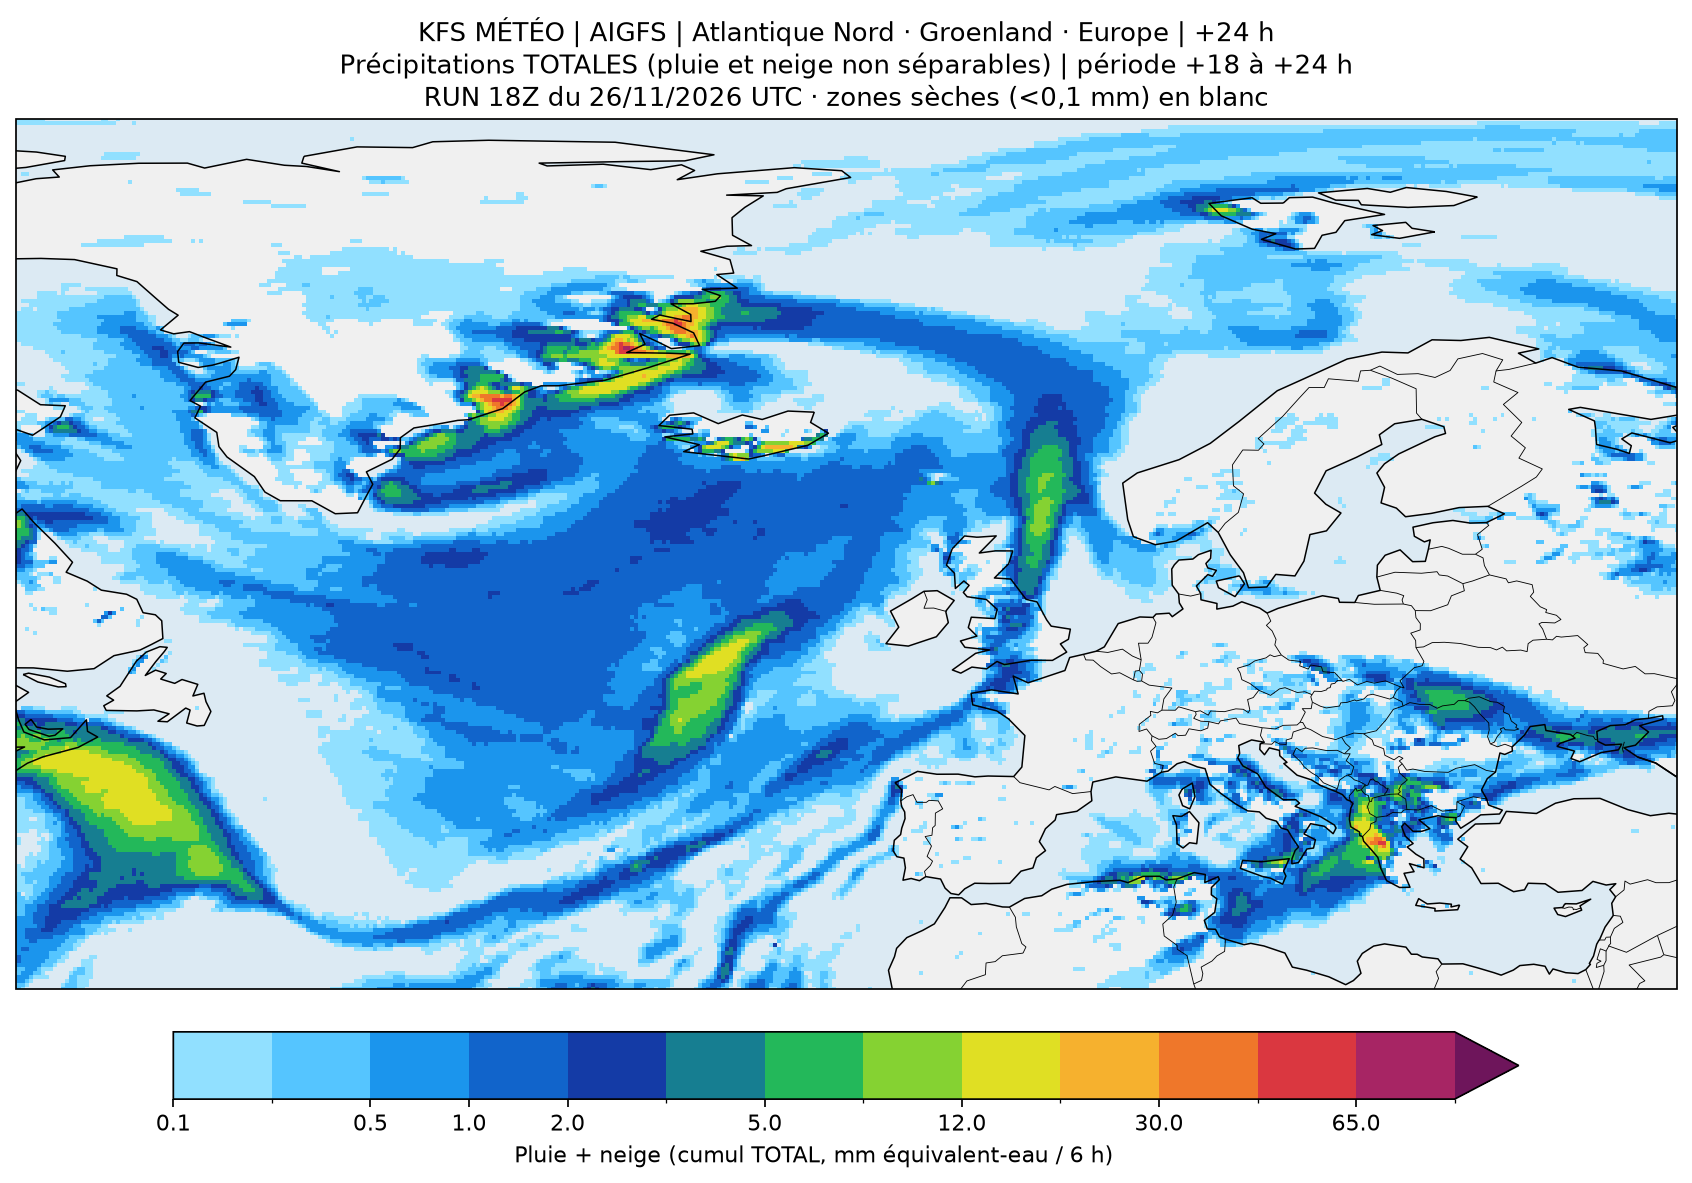 KFS MÉTÉO | AIGFS | Atlantique Nord · Groenland · Europe | +24 h
Précipitations TOTALES (pluie et neige non séparables) | période +18 à +24 h
RUN 18Z du 26/11/2026 UTC · zones sèches (<0,1 mm) en blanc
0.1 0.5 1.0 2.0 5.0 12.0 30.0 65.0
Pluie + neige (cumul TOTAL, mm équivalent-eau / 6 h)